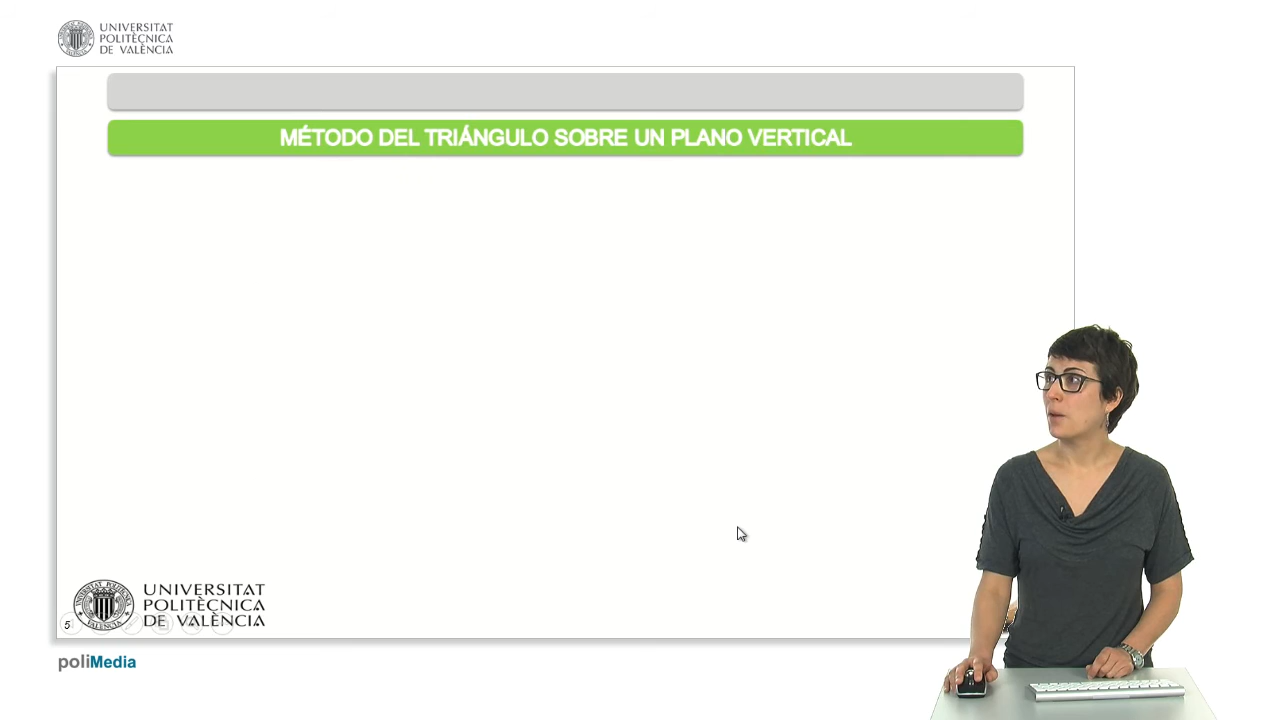 UNIVERSITAT
POLITÈCNICA
DE VALÈNCIA
MÉTODO DEL TRIÁNGULO SOBRE UN PLANO VERTICAL
UNIVERSITAT
POLITÈCNICA
DE VALÈNCIA
5
poliMedia